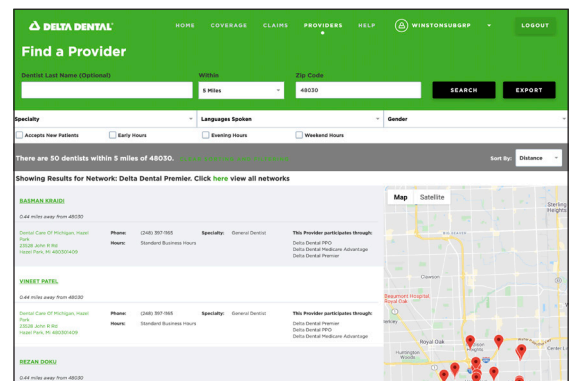 DELTA DENTAL
HOME COVERAGE CLAIMS PROVIDERS HELP WINSTONSUBGRP LOGOUT
Find a Provider
Dentist Last Name (Optional) Within Zip Code
5 Miles 48030 SEARCH EXPORT
Specialty Languages Spoken Gender
Accepts New Patients Early Hours Evening Hours Weekend Hours
There are 50 dentists within 5 miles of 48030.
Sort By: Distance
Showing Results for Network: Delta Dental Premier. Click here view all networks
BASMAN KRAIDI
0.44 miles away from 48030
Dental Care Of Michigan, Hazel Park
23528 John R Rd
Hazel Park, MI 480301409
Phone: (248) 397-1165
Hours: Standard Business Hours
Specialty: General Dentist
This Provider participates through:
Delta Dental PPO
Delta Dental Medicare Advantage
Delta Dental Premier
VINEET PATEL
0.44 miles away from 48030
Dental Care Of Michigan, Hazel Park
23528 John R Rd
Hazel Park, MI 480301409
Phone: (248) 397-1165
Hours: Standard Business Hours
Specialty: General Dentist
This Provider participates through:
Delta Dental Premier
Delta Dental PPO
Delta Dental Medicare Advantage
REZAN DOKU
0.44 miles away from 48030
Map Satellite
Sterling Heights
Clawson
Beaumont Hospital Royal Oak
Berkley
Royal Oak
Huntington Woods